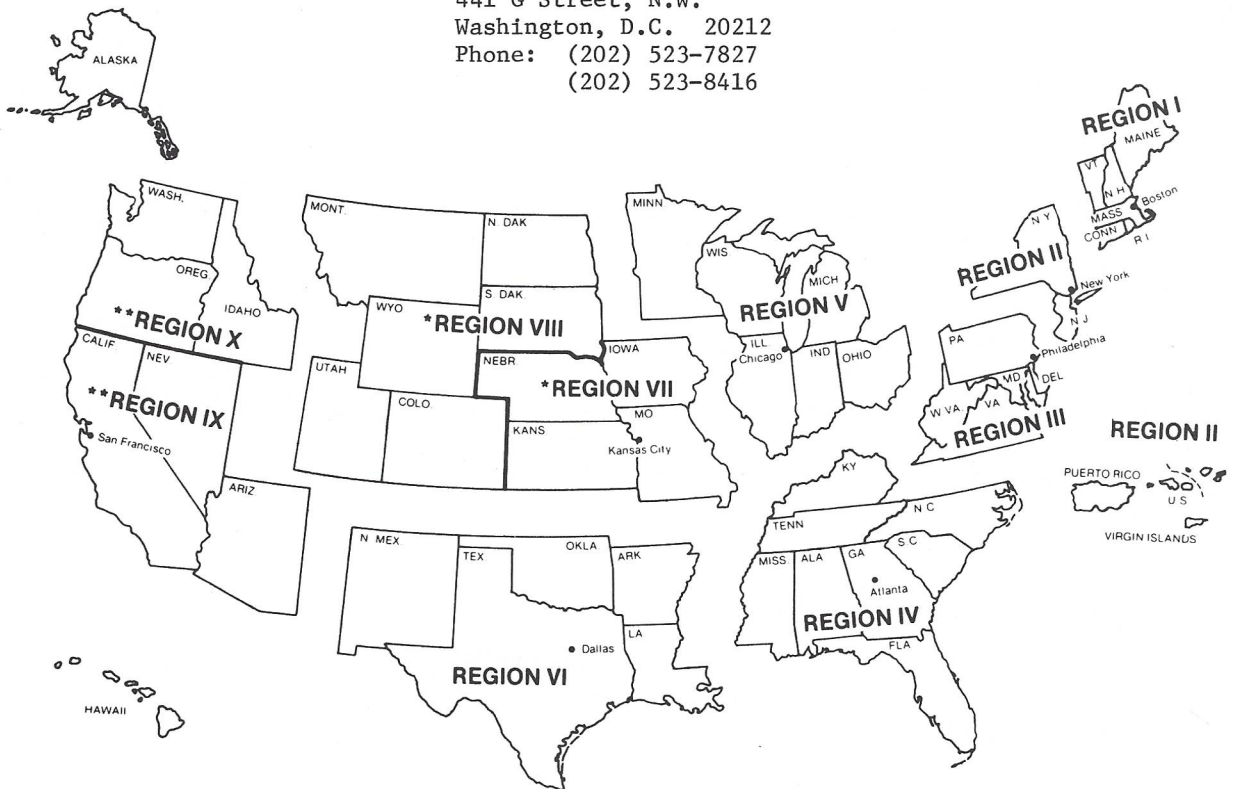 441 G Street, N.W.
Washington, D.C. 20212
Phone: (202) 523-7827
(202) 523-8416
ALASKA
REGION I
MAINE
VT
N H
MASS
Boston
CONN
R I
WASH.
MONT.
N. DAK
MINN
N Y
OREG
IDAHO
WYO
S. DAK
WIS
MICH
REGION II
New York
N J
**REGION X
*REGION VIII
REGION V
CALIF
NEV
UTAH
NEBR
IOWA
ILL
Chicago
IND
OHIO
PA
Philadelphia
MD
DEL
**REGION IX
COLO.
*REGION VII
W VA.
VA
REGION III
San Francisco
KANS
MO
Kansas City
REGION II
ARIZ
KY
PUERTO RICO
U S
VIRGIN ISLANDS
N. MEX
TEX
OKLA
ARK
TENN
N C
MISS.
ALA
GA
S C
Atlanta
LA
Dallas
REGION IV
FLA
REGION VI
HAWAII